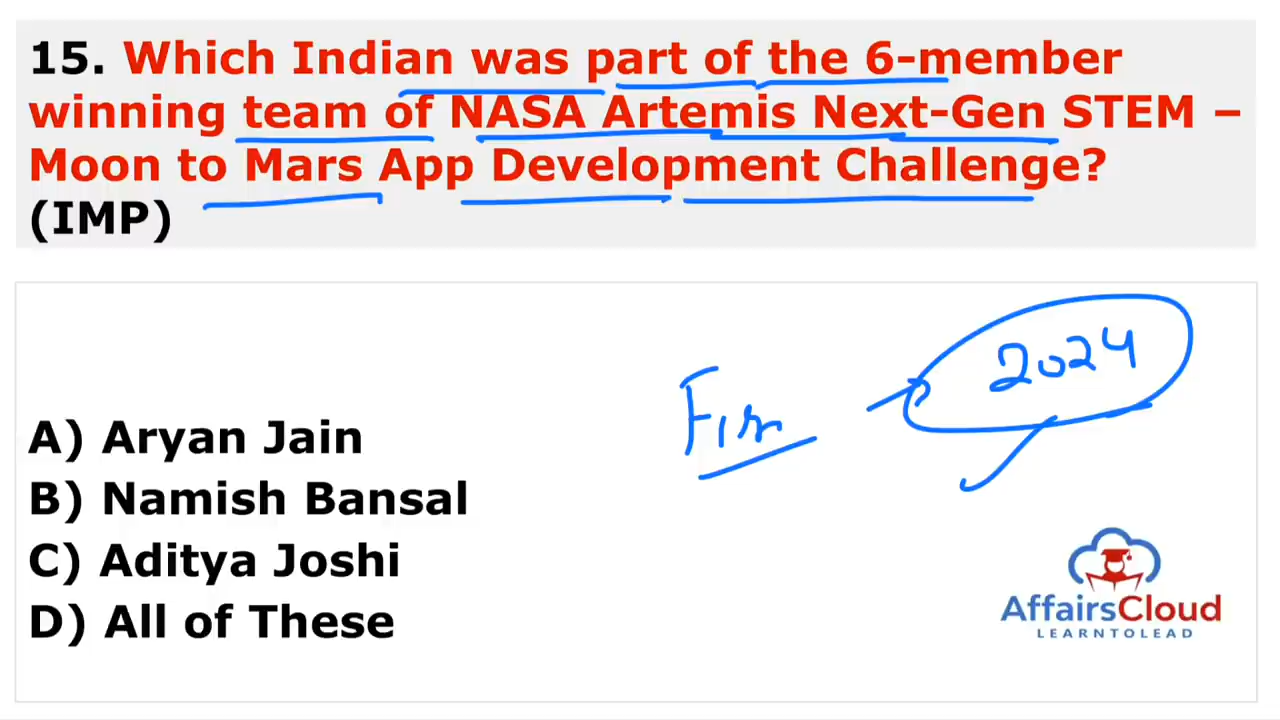 15. Which Indian was part of the 6-member
winning team of NASA Artemis Next-Gen STEM –
Moon to Mars App Development Challenge?
(IMP)
2024
A) Aryan Jain
B) Namish Bansal
C) Aditya Joshi
D) All of These
AffairsCloud
LEARNTOLEAD